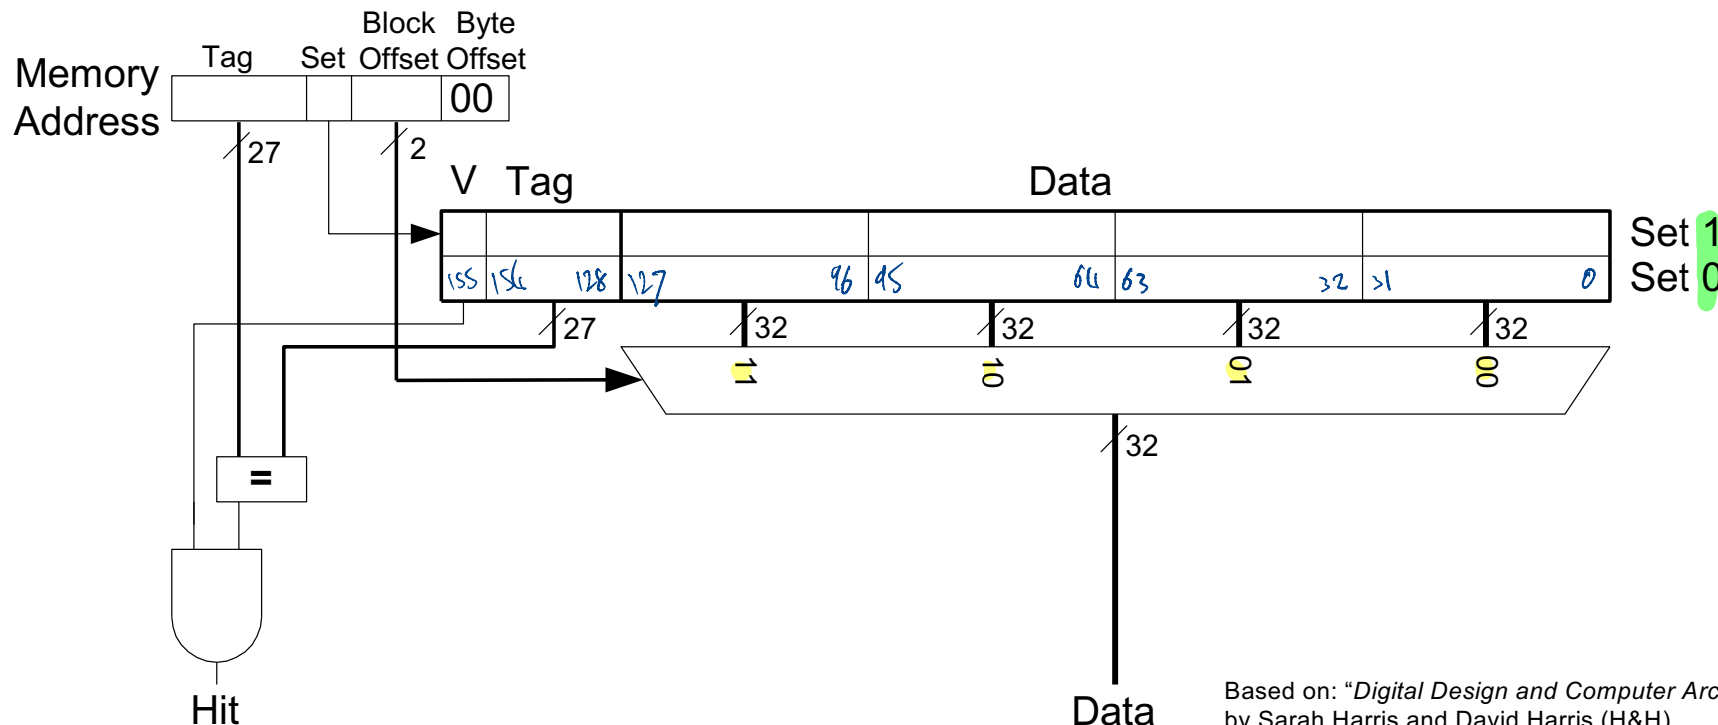 Block Byte
Tag Set Offset Offset
Memory
Address
00
27
2
V Tag Data
Set 1
155 154 128 127 96 95 64 63 32 31 0 Set 0
27 32 32 32 32
11 10 01 00
32
=
Hit
Data
Based on: “Digital Design and Computer Arc
by Sarah Harris and David Harris (H&H)